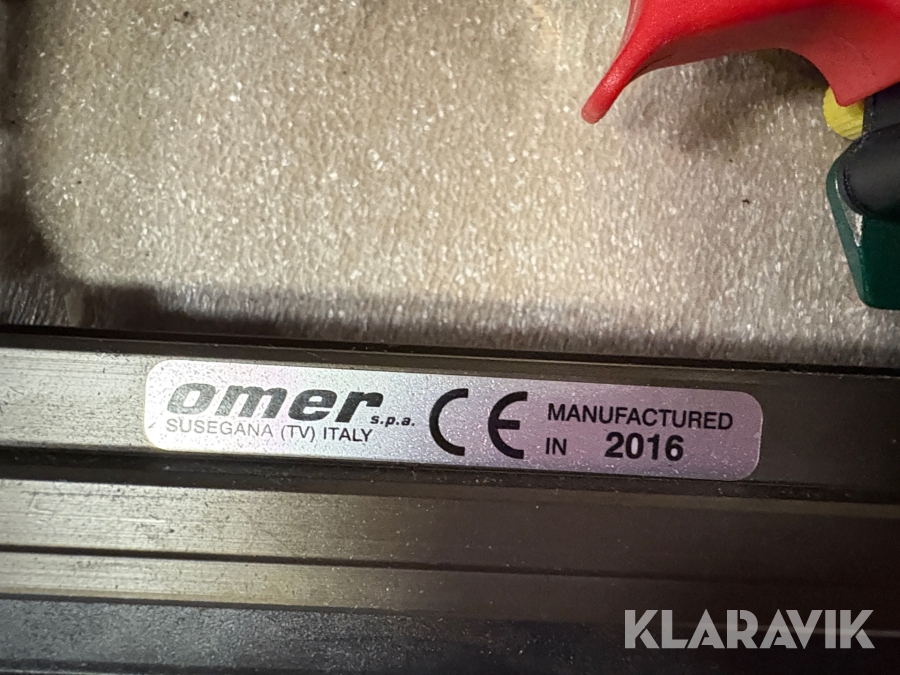 omer s.p.a.
SUSEGANA (TV) ITALY
CE
MANUFACTURED
IN 2016
KLARAVIK